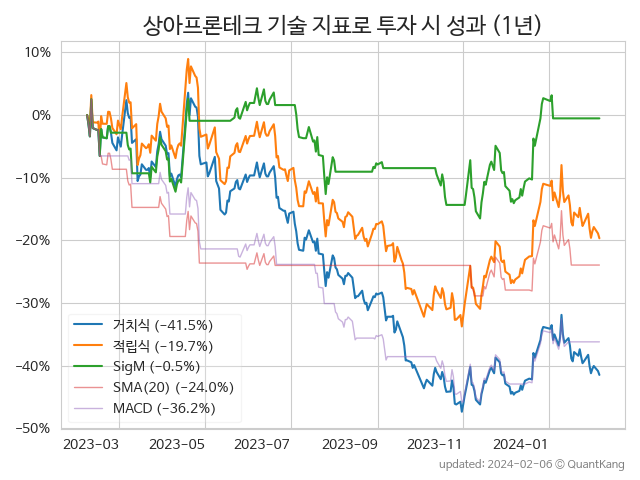 상아프론테크 기술 지표로 투자 시 성과 (1년)
10%
0%
−10%
−20%
−30%
−40%
−50%
거치식 (−41.5%)
적립식 (−19.7%)
SigM (−0.5%)
SMA(20) (−24.0%)
MACD (−36.2%)
2023-03 2023-05 2023-07 2023-09 2023-11 2024-01
updated: 2024-02-06 © QuantKang